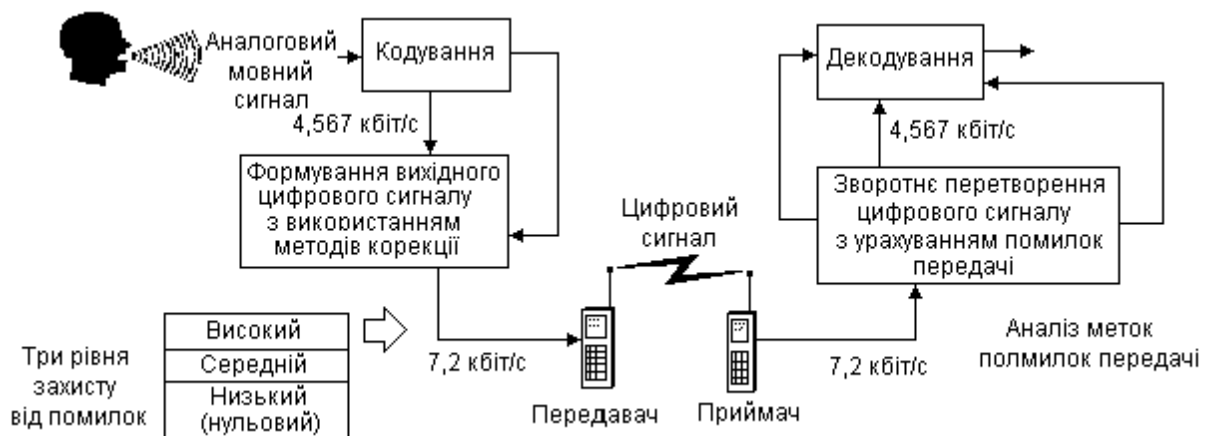 Аналоговий
мовний
сигнал
Кодування
4,567 кбіт/с
Формування вихідного
цифрового сигналу
з використанням
методів корекції
Три рівня
захисту
від помилок
Високий
Середній
Низький
(нульовий)
7,2 кбіт/с
Передавач
Цифровий
сигнал
Приймач
7,2 кбіт/с
Декодування
4,567 кбіт/с
Зворотнє перетворення
цифрового сигналу
з урахуванням помилок
передачі
Аналіз меток
полмилок передачі